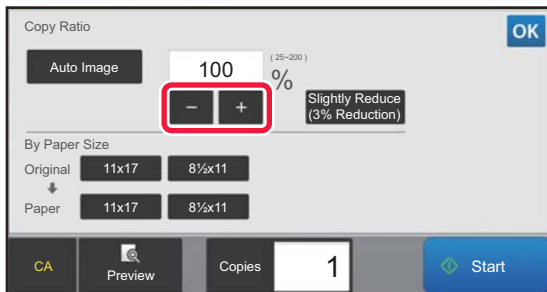 Copy Ratio
OK
Auto Image
100
( 25~200 )
%
− +
Slightly Reduce
(3% Reduction)
By Paper Size
Original 11x17 8½x11
Paper 11x17 8½x11
CA
Preview
Copies
1
Start